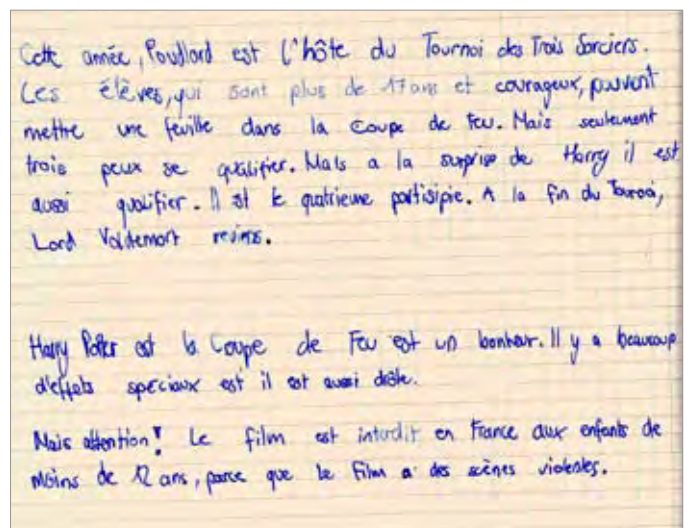 Cette année, Poudlard est l'hôte du Tournoi des Trois Sorciers.
Les élèves, qui sont plus de 17 ans et courageux, peuvent
mettre une feuille dans la coupe de feu. Mais seulement
trois peux se qualifier. Mais a la surprise de Harry il est
aussi qualifier. Il est le quatrieme partisipie. A la fin du
Lord Voldemort
Harry Potter est la Coupe de Feu est un bonheur. Il y a beaucoup
d'effets speciaux est il est aussi drôle.
Mais attention! Le film est interdit en France aux enfants de
moins de 12 ans, parce que le film a des scènes violentes.